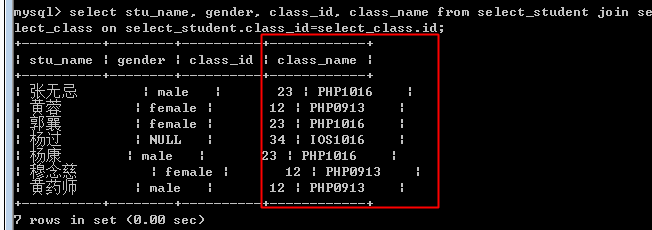 mysql> select stu_name, gender, class_id, class_name from select_student join se
lect_class on select_student.class_id=select_class.id;
+----------+--------+----------+------------+
| stu_name | gender | class_id | class_name |
+----------+--------+----------+------------+
| 张无忌 | male | 23 | PHP1016 |
| 黄蓉 | female | 12 | PHP0913 |
| 郭襄 | female | 23 | PHP1016 |
| 杨过 | NULL | 34 | IOS1016 |
| 杨康 | male | 23 | PHP1016 |
| 穆念慈 | female | 12 | PHP0913 |
| 黄药师 | male | 12 | PHP0913 |
+----------+--------+----------+------------+
7 rows in set (0.00 sec)